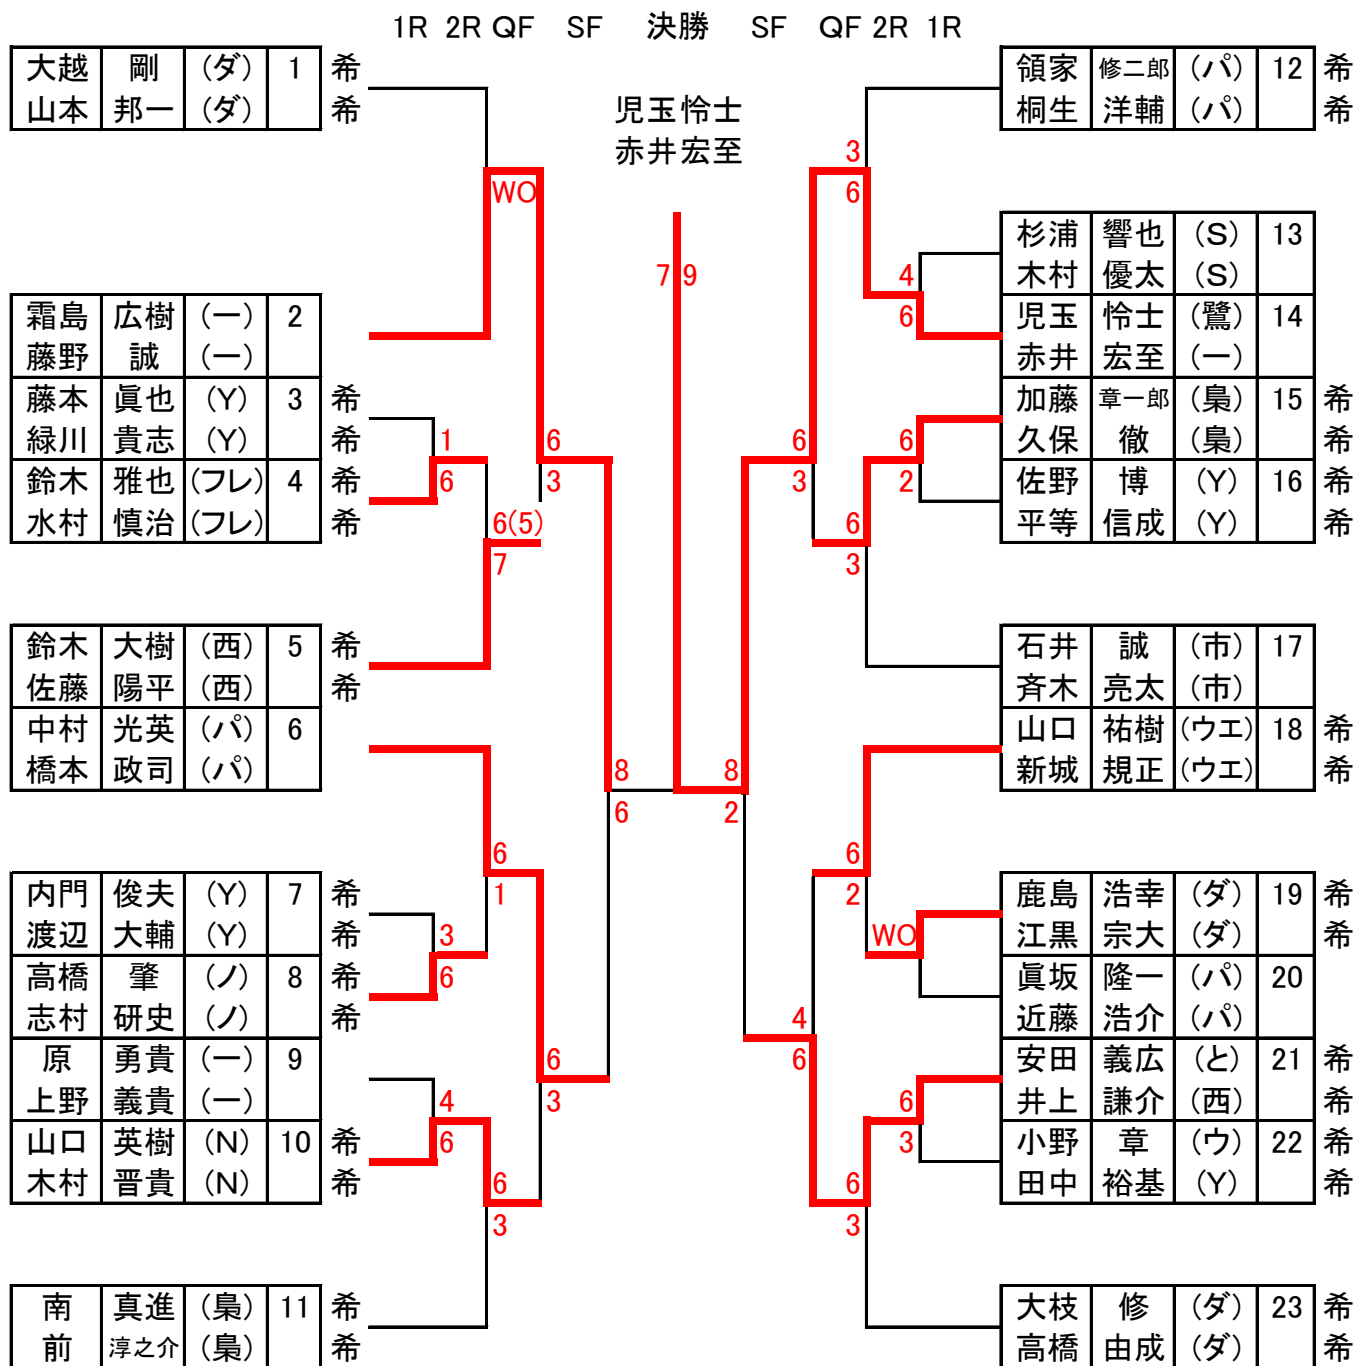 1R 2R QF SF 決勝 SF QF 2R 1R
児玉怜士
赤井宏至
7 9
大越 剛 (ダ) 1 希
山本 邦一 (ダ) 希
WO
霜島 広樹 (一) 2
藤野 誠 (一)
藤本 眞也 (Y) 3 希
緑川 貴志 (Y) 希
1
6
鈴木 雅也 (フレ) 4 希
水村 慎治 (フレ) 希
6(5)
7
6
3
鈴木 大樹 (西) 5 希
佐藤 陽平 (西) 希
中村 光英 (パ) 6
橋本 政司 (パ)
8
6
6
1
内門 俊夫 (Y) 7 希
渡辺 大輔 (Y) 希
3
6
高橋 肇 (ノ) 8 希
志村 研史 (ノ) 希
6
3
原 勇貴 (一) 9
上野 義貴 (一)
4
6
山口 英樹 (N) 10 希
木村 晋貴 (N) 希
6
3
南 真進 (梟) 11 希
前 淳之介 (梟) 希
領家 修二郎 (パ) 12 希
桐生 洋輔 (パ) 希
3
6
杉浦 響也 (S) 13
木村 優太 (S)
4
6
児玉 怜士 (鷺) 14
赤井 宏至 (一)
加藤 章一郎 (梟) 15 希
久保 徹 (梟) 希
6
2
6
3
佐野 博 (Y) 16 希
平等 信成 (Y) 希
6
3
石井 誠 (市) 17
斉木 亮太 (市)
山口 祐樹 (ウエ) 18 希
新城 規正 (ウエ) 希
8
2
6
2
鹿島 浩幸 (ダ) 19 希
江黒 宗大 (ダ) 希
WO
眞坂 隆一 (パ) 20
近藤 浩介 (パ)
4
6
安田 義広 (と) 21 希
井上 謙介 (西) 希
6
3
小野 章 (ウ) 22 希
田中 裕基 (Y) 希
6
3
大枝 修 (ダ) 23 希
高橋 由成 (ダ) 希